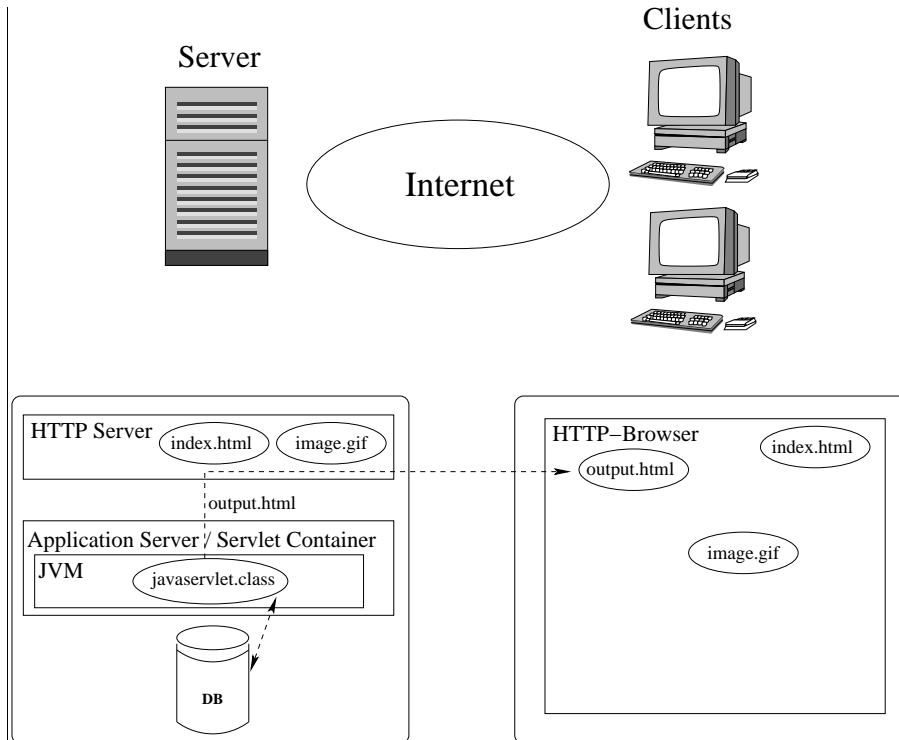 Clients
Server
Internet
HTTP Server
index.html
image.gif
output.html
Application Server / Servlet Container
JVM
javaservlet.class
DB
HTTP−Browser
index.html
output.html
image.gif